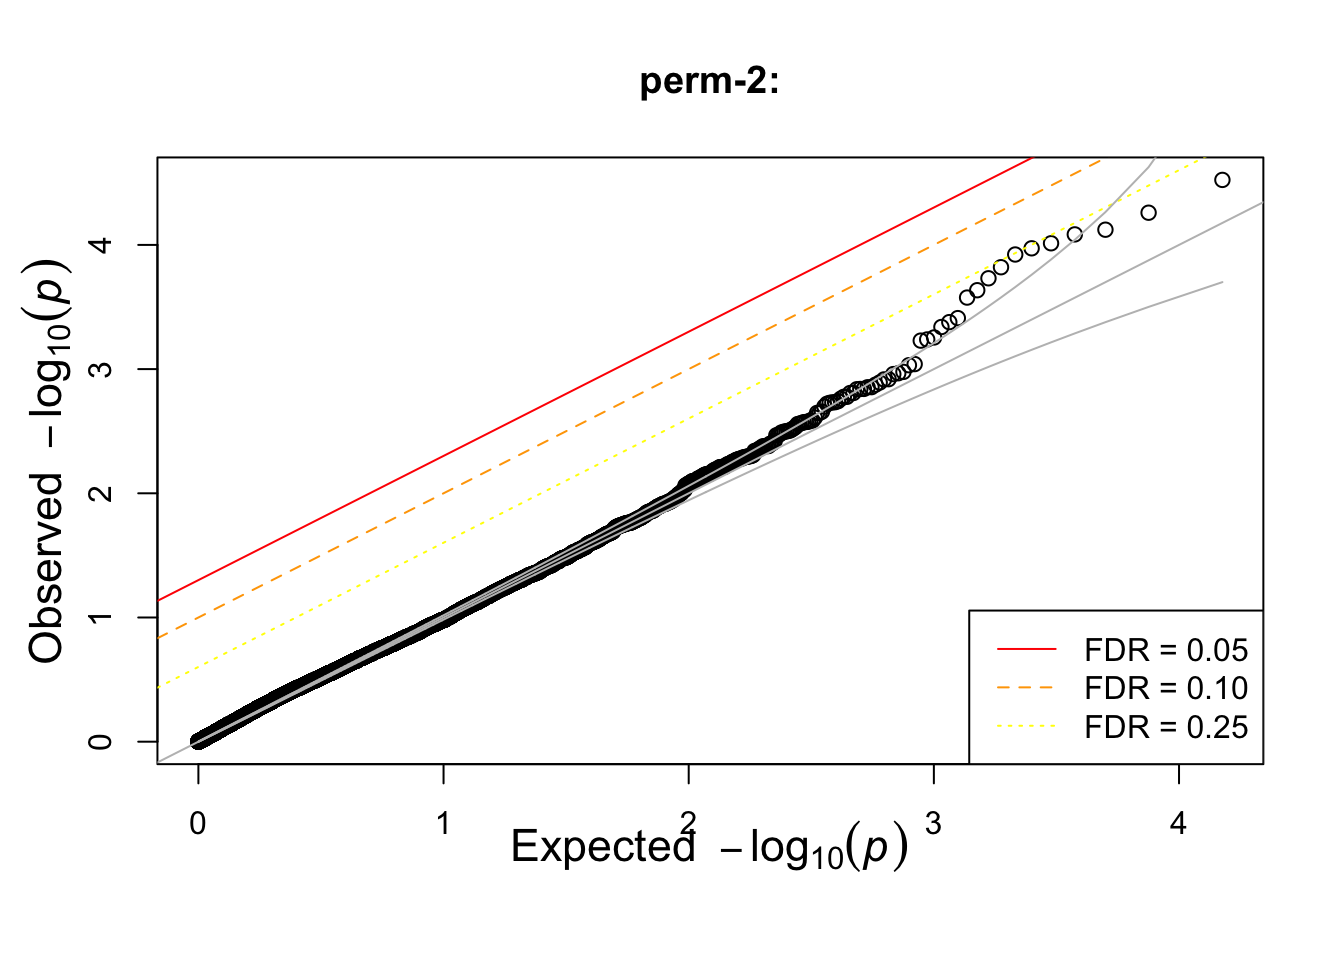 perm-2:
Observed −log10(p)
4
3
2
1
0
0 1 2 3 4
Expected −log10(p)
FDR = 0.05
FDR = 0.10
FDR = 0.25